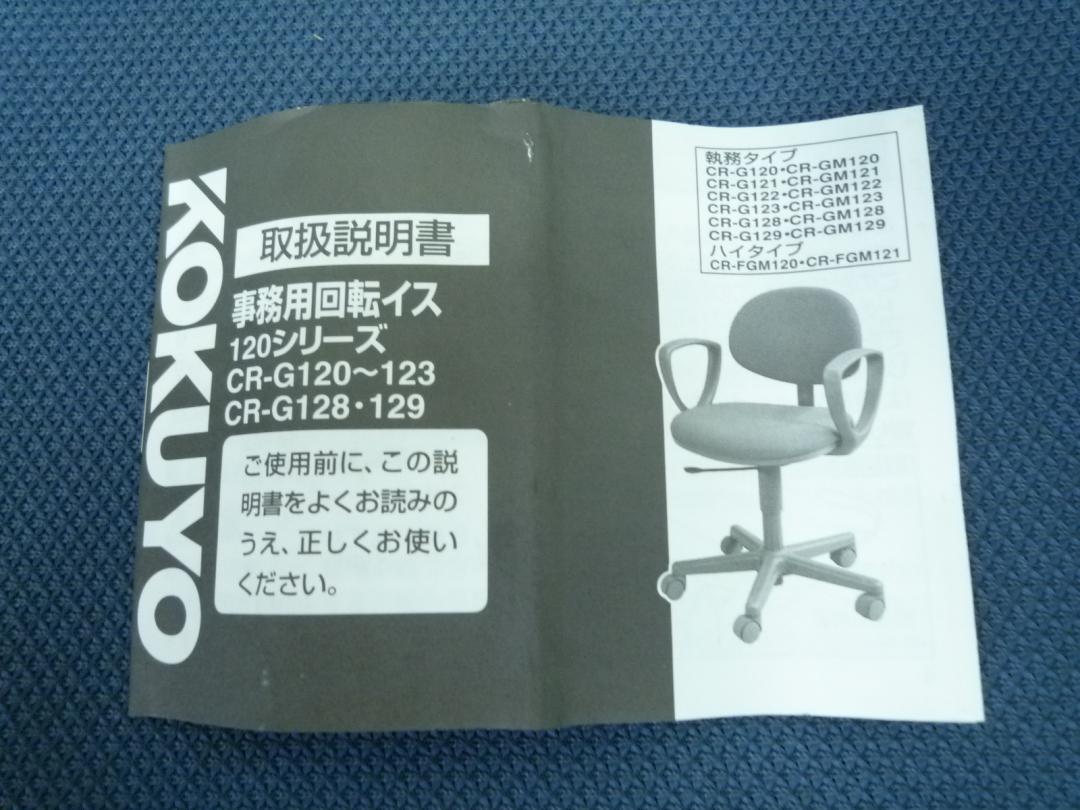 KOKUYO
取扱説明書
事務用回転イス
120シリーズ
CR-G120～123
CR-G128・129
ご使用前に、この説
明書をよくお読みの
うえ、正しくお使い
ください。
執務タイプ
CR-G120・CR-GM120
CR-G121・CR-GM121
CR-G122・CR-GM122
CR-G123・CR-GM123
CR-G128・CR-GM128
CR-G129・CR-GM129
ハイタイプ
CR-FGM120・CR-FGM121